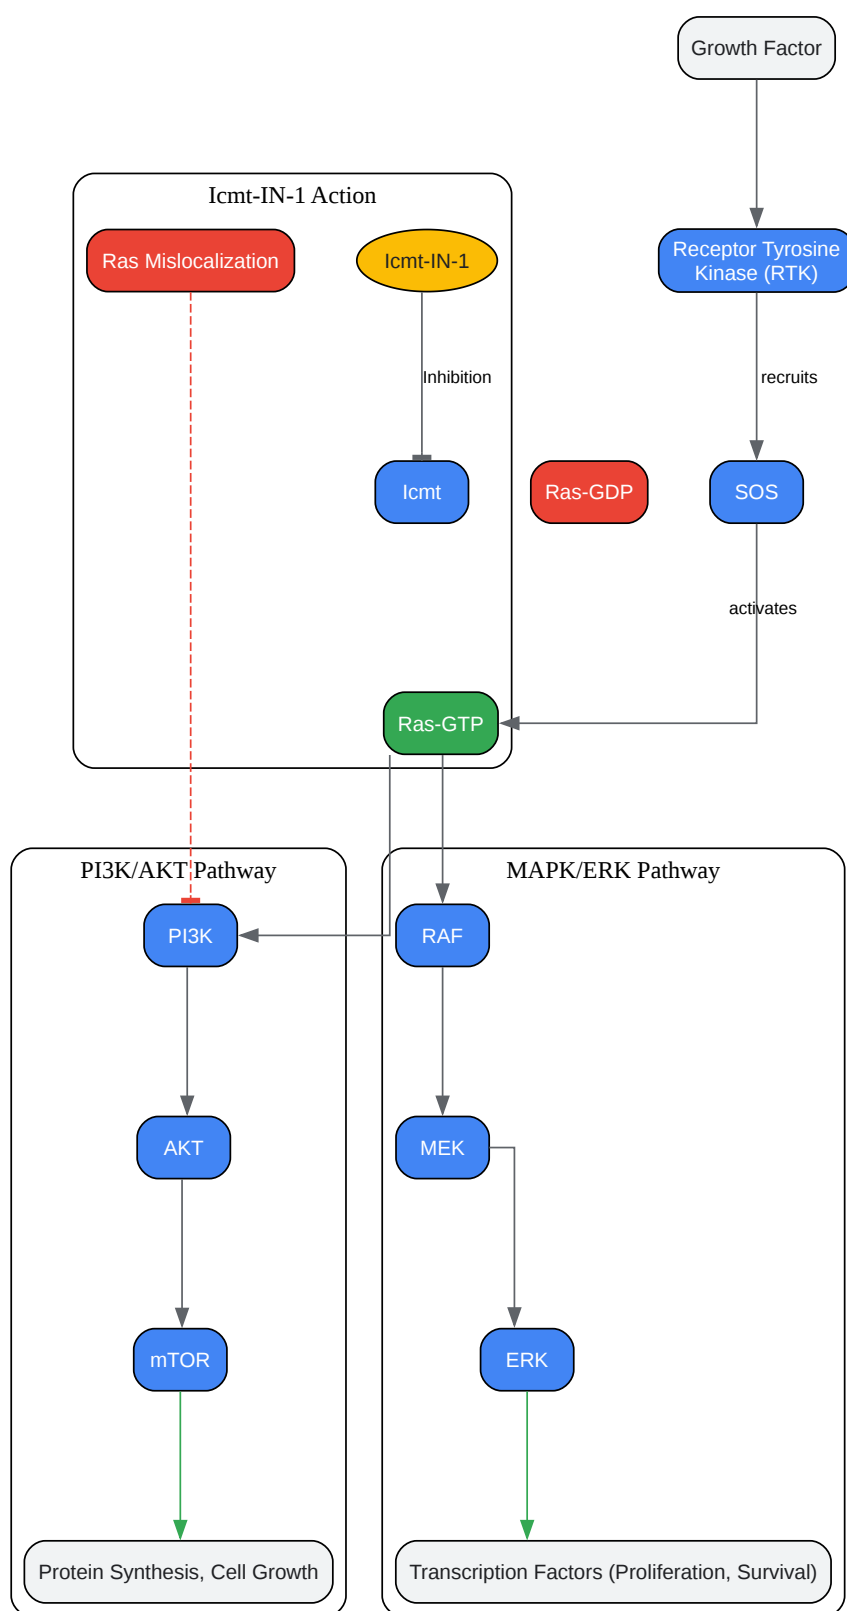 Growth Factor
Icmt-IN-1 Action
Ras Mislocalization
Icmt-IN-1
Receptor Tyrosine
Kinase (RTK)
Inhibition
recruits
Icmt
Ras-GDP
SOS
activates
Ras-GTP
PI3K/AKT Pathway
MAPK/ERK Pathway
PI3K
RAF
AKT
MEK
mTOR
ERK
Protein Synthesis, Cell Growth
Transcription Factors (Proliferation, Survival)